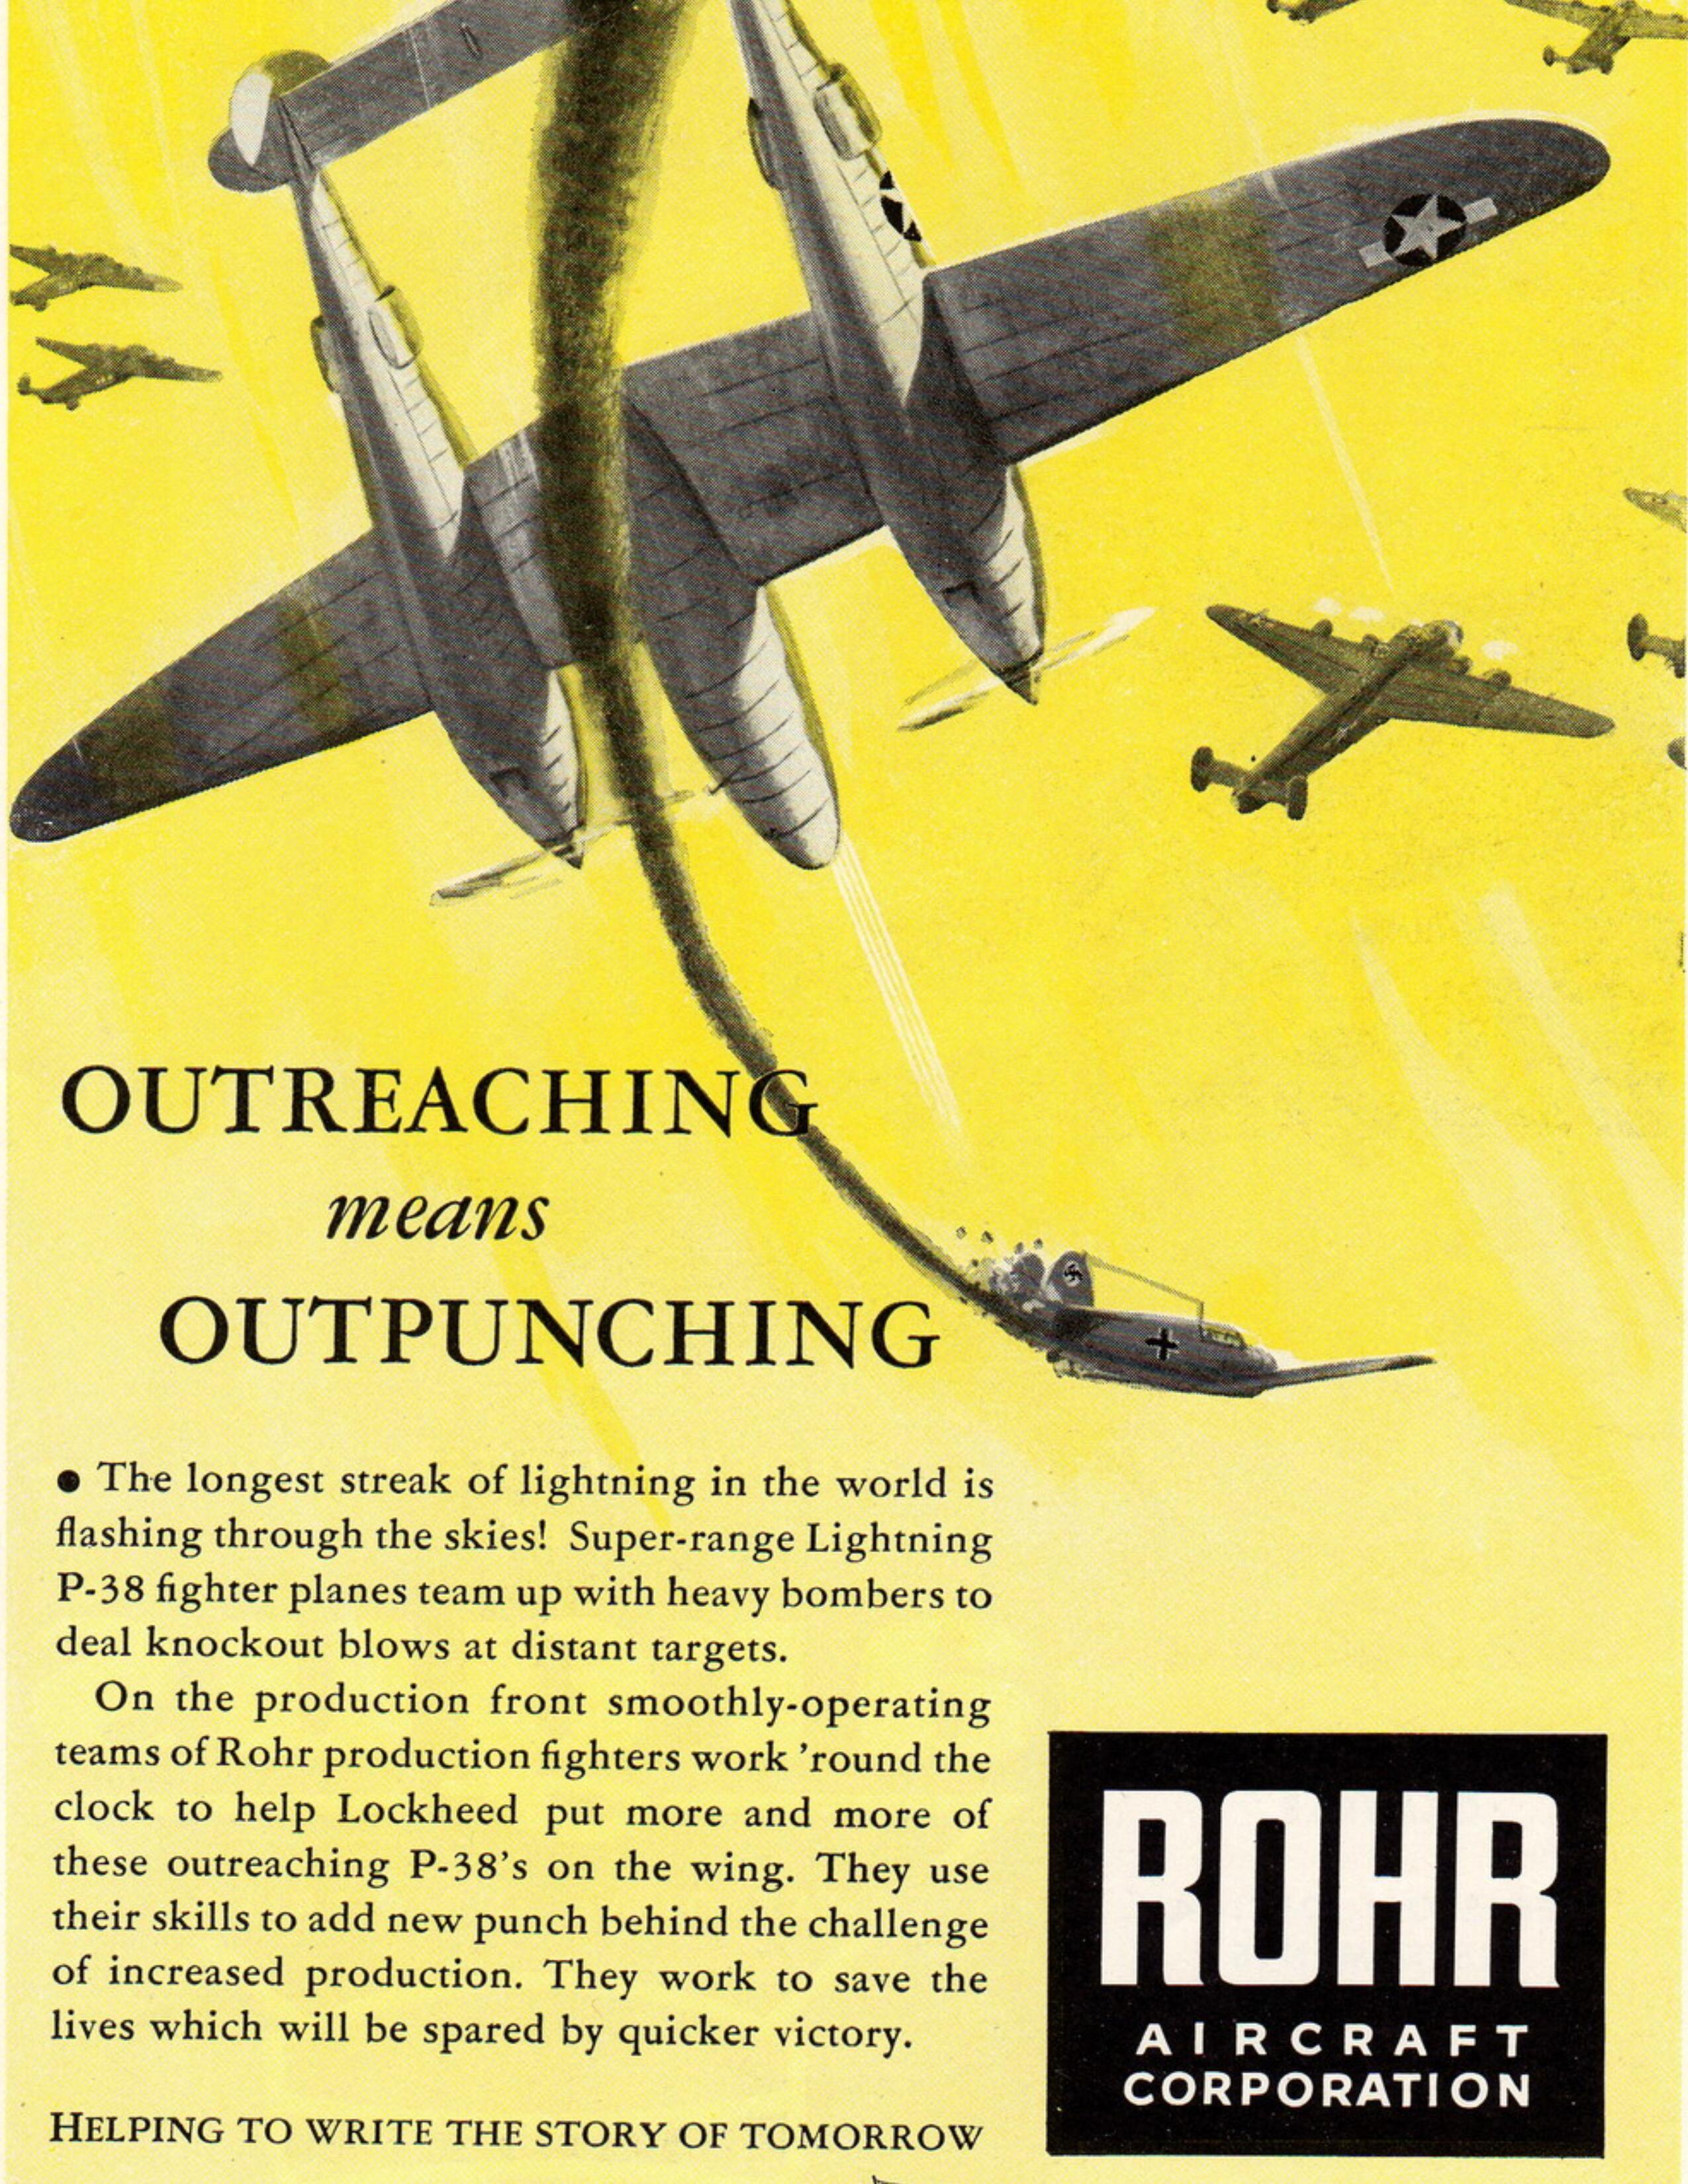 OUTREACHING
means
OUTPUNCHING
● The longest streak of lightning in the world is
flashing through the skies! Super-range Lightning
P-38 fighter planes team up with heavy bombers to
deal knockout blows at distant targets.
On the production front smoothly-operating
teams of Rohr production fighters work ’round the
clock to help Lockheed put more and more of
these outreaching P-38’s on the wing. They use
their skills to add new punch behind the challenge
of increased production. They work to save the
lives which will be spared by quicker victory.
HELPING TO WRITE THE STORY OF TOMORROW
ROHR
AIRCRAFT
CORPORATION